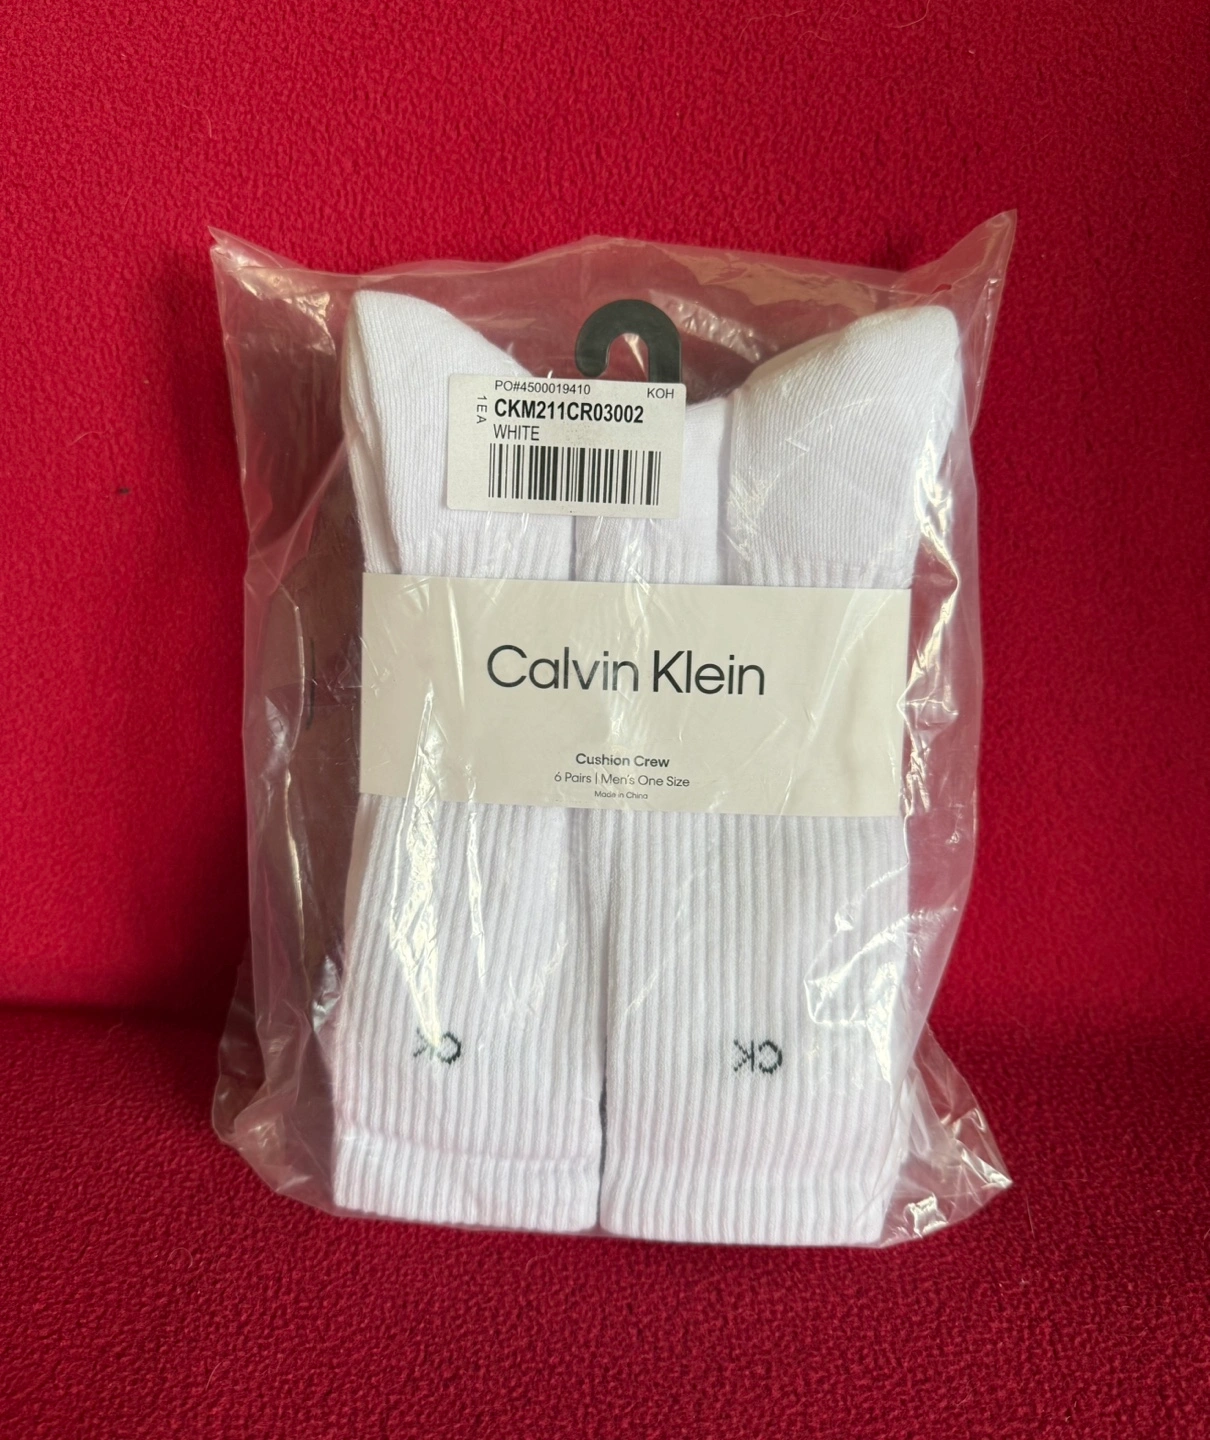 PO#4500019410 KOH
1EA
CKM211CR03002
WHITE
Calvin Klein
Cushion Crew
6 Pairs | Men's One Size
Made in China
CK CK